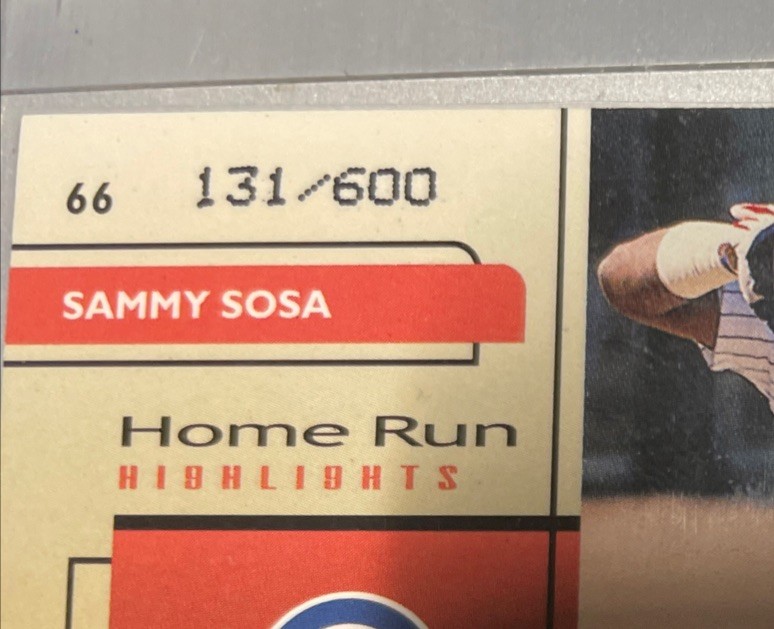 66 131/600
SAMMY SOSA
Home Run
HIGHLIGHTS